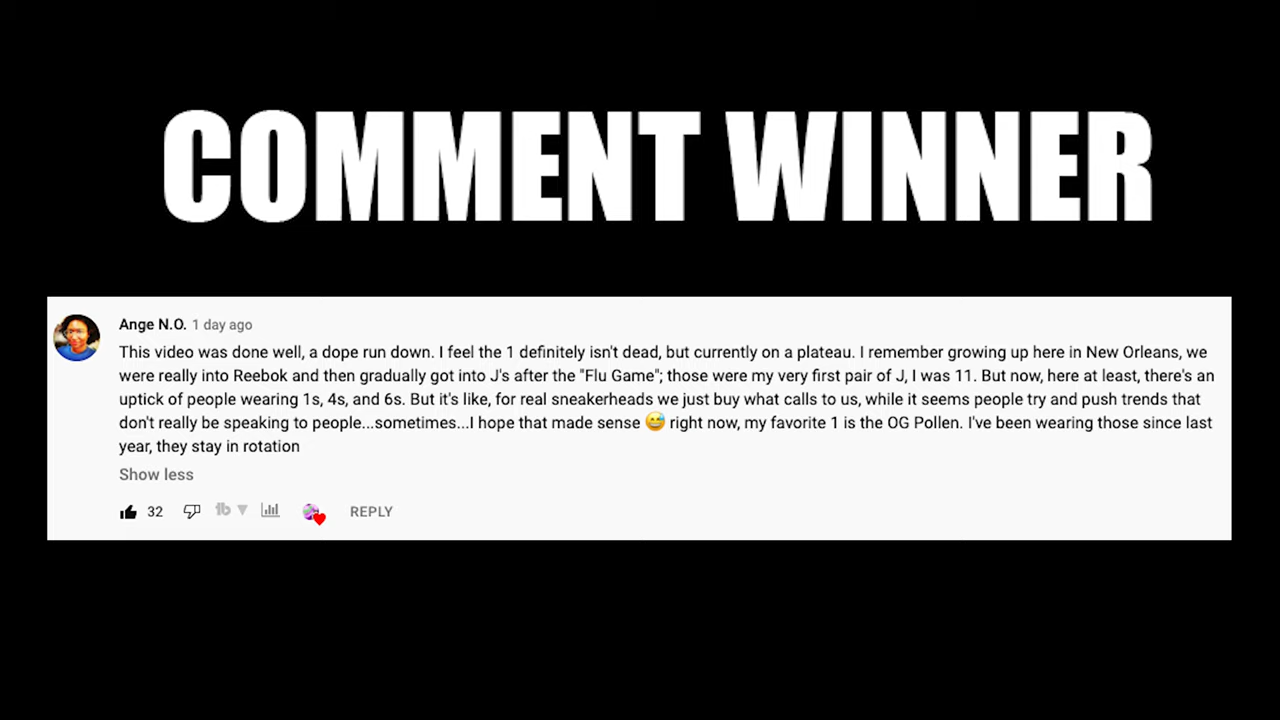 COMMENT WINNER
Ange N.O. 1 day ago
This video was done well, a dope run down. I feel the 1 definitely isn't dead, but currently on a plateau. I remember growing up here in New Orleans, we
were really into Reebok and then gradually got into J's after the "Flu Game"; those were my very first pair of J, I was 11. But now, here at least, there's an
uptick of people wearing 1s, 4s, and 6s. But it's like, for real sneakerheads we just buy what calls to us, while it seems people try and push trends that
don't really be speaking to people...sometimes...I hope that made sense 😅 right now, my favorite 1 is the OG Pollen. I've been wearing those since last
year, they stay in rotation
Show less
32 tb REPLY